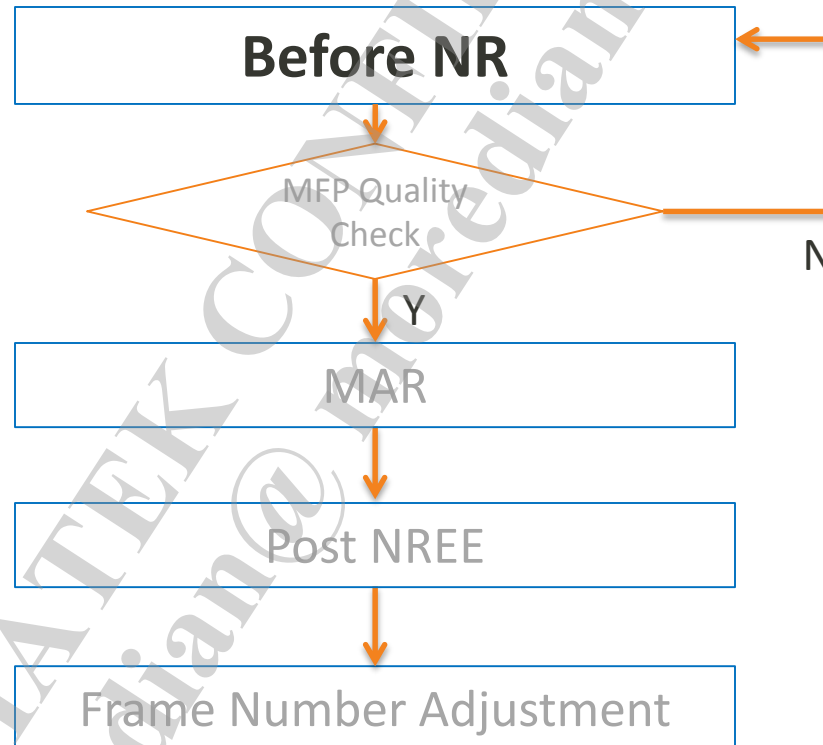 Before NR
MFP Quality
Check
N
Y
MAR
Post NREE
Frame Number Adjustment